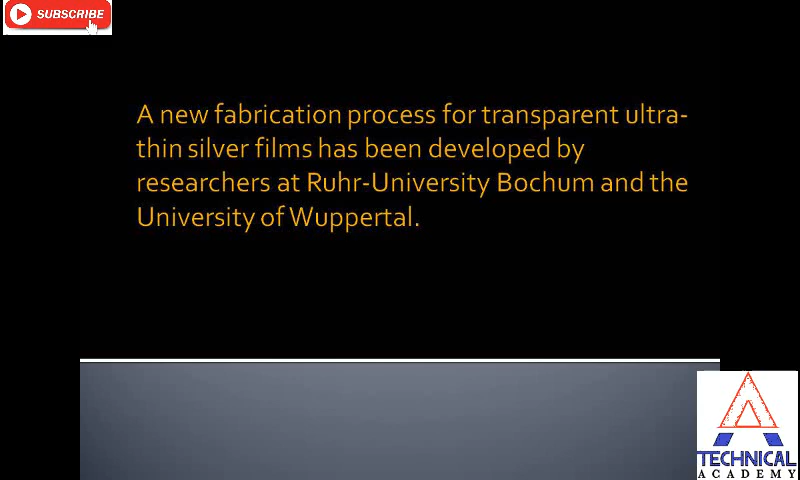 SUBSCRIBE
A new fabrication process for transparent ultra-
thin silver films has been developed by
researchers at Ruhr-University Bochum and the
University of Wuppertal.
TECHNICAL
ACADEMY